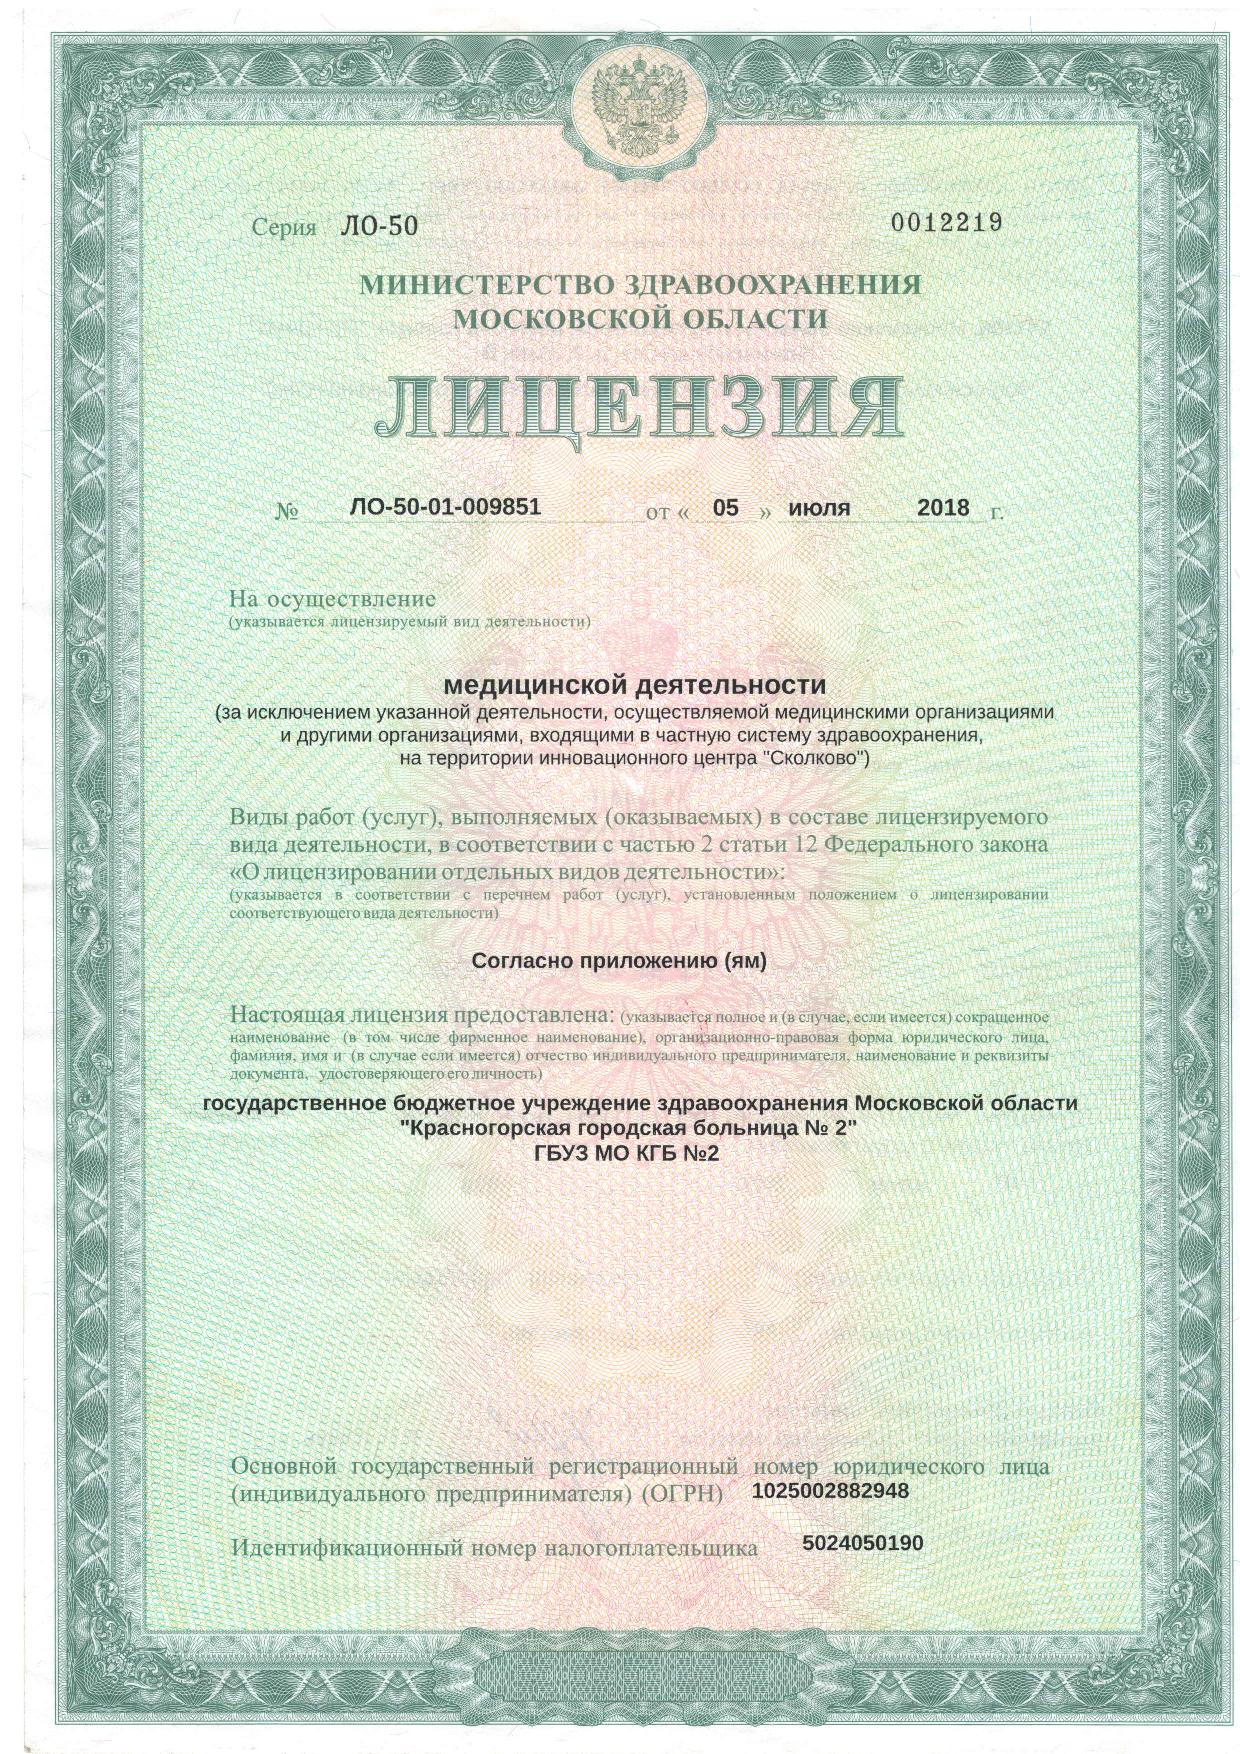 Серия ЛО-50 0012219
МИНИСТЕРСТВО ЗДРАВООХРАНЕНИЯ
МОСКОВСКОЙ ОБЛАСТИ
ЛИЦЕНЗИЯ
№ ЛО-50-01-009851 от « 05 » июля 2018 г.
На осуществление
(указывается лицензируемый вид деятельности)
медицинской деятельности
(за исключением указанной деятельности, осуществляемой медицинскими организациями
и другими организациями, входящими в частную систему здравоохранения,
на территории инновационного центра "Сколково")
Виды работ (услуг), выполняемых (оказываемых) в составе лицензируемого
вида деятельности, в соответствии с частью 2 статьи 12 Федерального закона
«О лицензировании отдельных видов деятельности»:
(указывается в соответствии с перечнем работ (услуг), установленным положением о лицензировании
соответствующего вида деятельности)
Согласно приложению (ям)
Настоящая лицензия предоставлена: (указывается полное и (в случае, если имеется) сокращенное
наименование (в том числе фирменное наименование), организационно-правовая форма юридического лица,
фамилия, имя и (в случае если имеется) отчество индивидуального предпринимателя, наименование и реквизиты
документа, удостоверяющего его личность)
государственное бюджетное учреждение здравоохранения Московской области
"Красногорская городская больница № 2"
ГБУЗ МО КГБ №2
Основной государственный регистрационный номер юридического лица
(индивидуального предпринимателя) (ОГРН) 1025002882948
Идентификационный номер налогоплательщика 5024050190